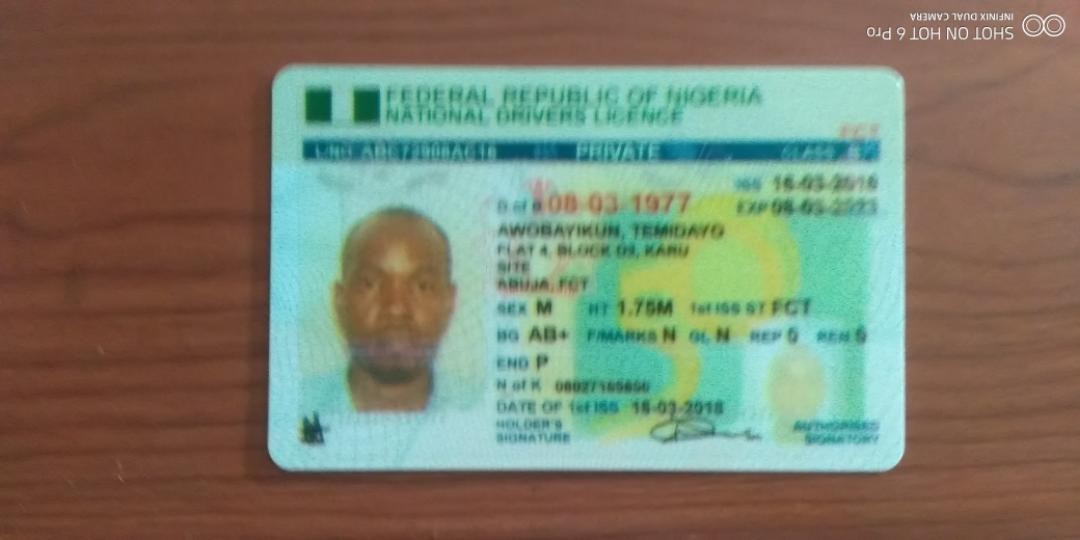 SHOT ON HOT 6 Pro
INFINIX DUAL CAMERA
FEDERAL REPUBLIC OF NIGERIA
NATIONAL DRIVERS LICENCE
FCT
L/NO PRIVATE CLASS
ISS 16-03-2018
D of B 08-03-1977 EXP 08-03-2023
AWOBAYIKUN, TEMIDAYO
FLAT 4, BLOCK D3, KARU
SITE
ABUJA, FCT
SEX M HT 1.75M 1st ISS ST FCT
BG AB+ F/MARKS N GL N REP 0 REN 0
END P
N of K
DATE OF 1st ISS 16-03-2018
HOLDER'S
SIGNATURE
AUTHORISED
SIGNATORY